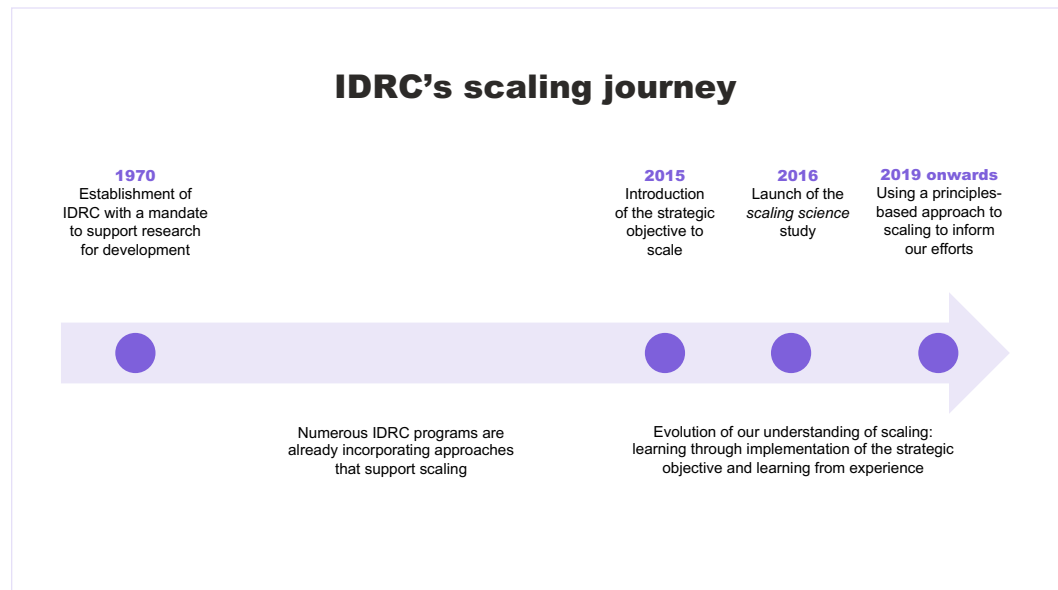 IDRC’s scaling journey
1970
Establishment of
IDRC with a mandate
to support research
for development
2015
Introduction
of the strategic
objective to
scale
2016
Launch of the
scaling science
study
2019 onwards
Using a principles-
based approach to
scaling to inform
our efforts
Numerous IDRC programs are
already incorporating approaches
that support scaling
Evolution of our understanding of scaling:
learning through implementation of the strategic
objective and learning from experience